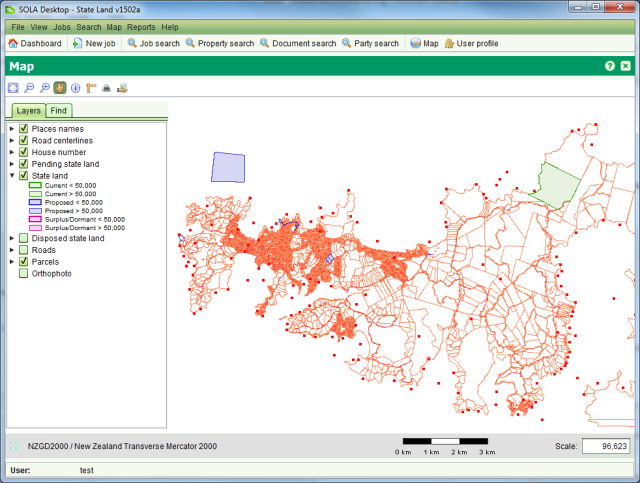 SOLA Desktop - State Land v1502a
File View Jobs Search Map Reports Help
Dashboard New job Job search Property search Document search Party search Map User profile
Map
Layers Find
Places names
Road centerlines
House number
Pending state land
State land
Current < 50,000
Current > 50,000
Proposed < 50,000
Proposed > 50,000
Surplus/Dormant < 50,000
Surplus/Dormant > 50,000
Disposed state land
Roads
Parcels
Orthophoto
NZGD2000 / New Zealand Transverse Mercator 2000
0 km 1 km 2 km 3 km
Scale: 96,623
User: test